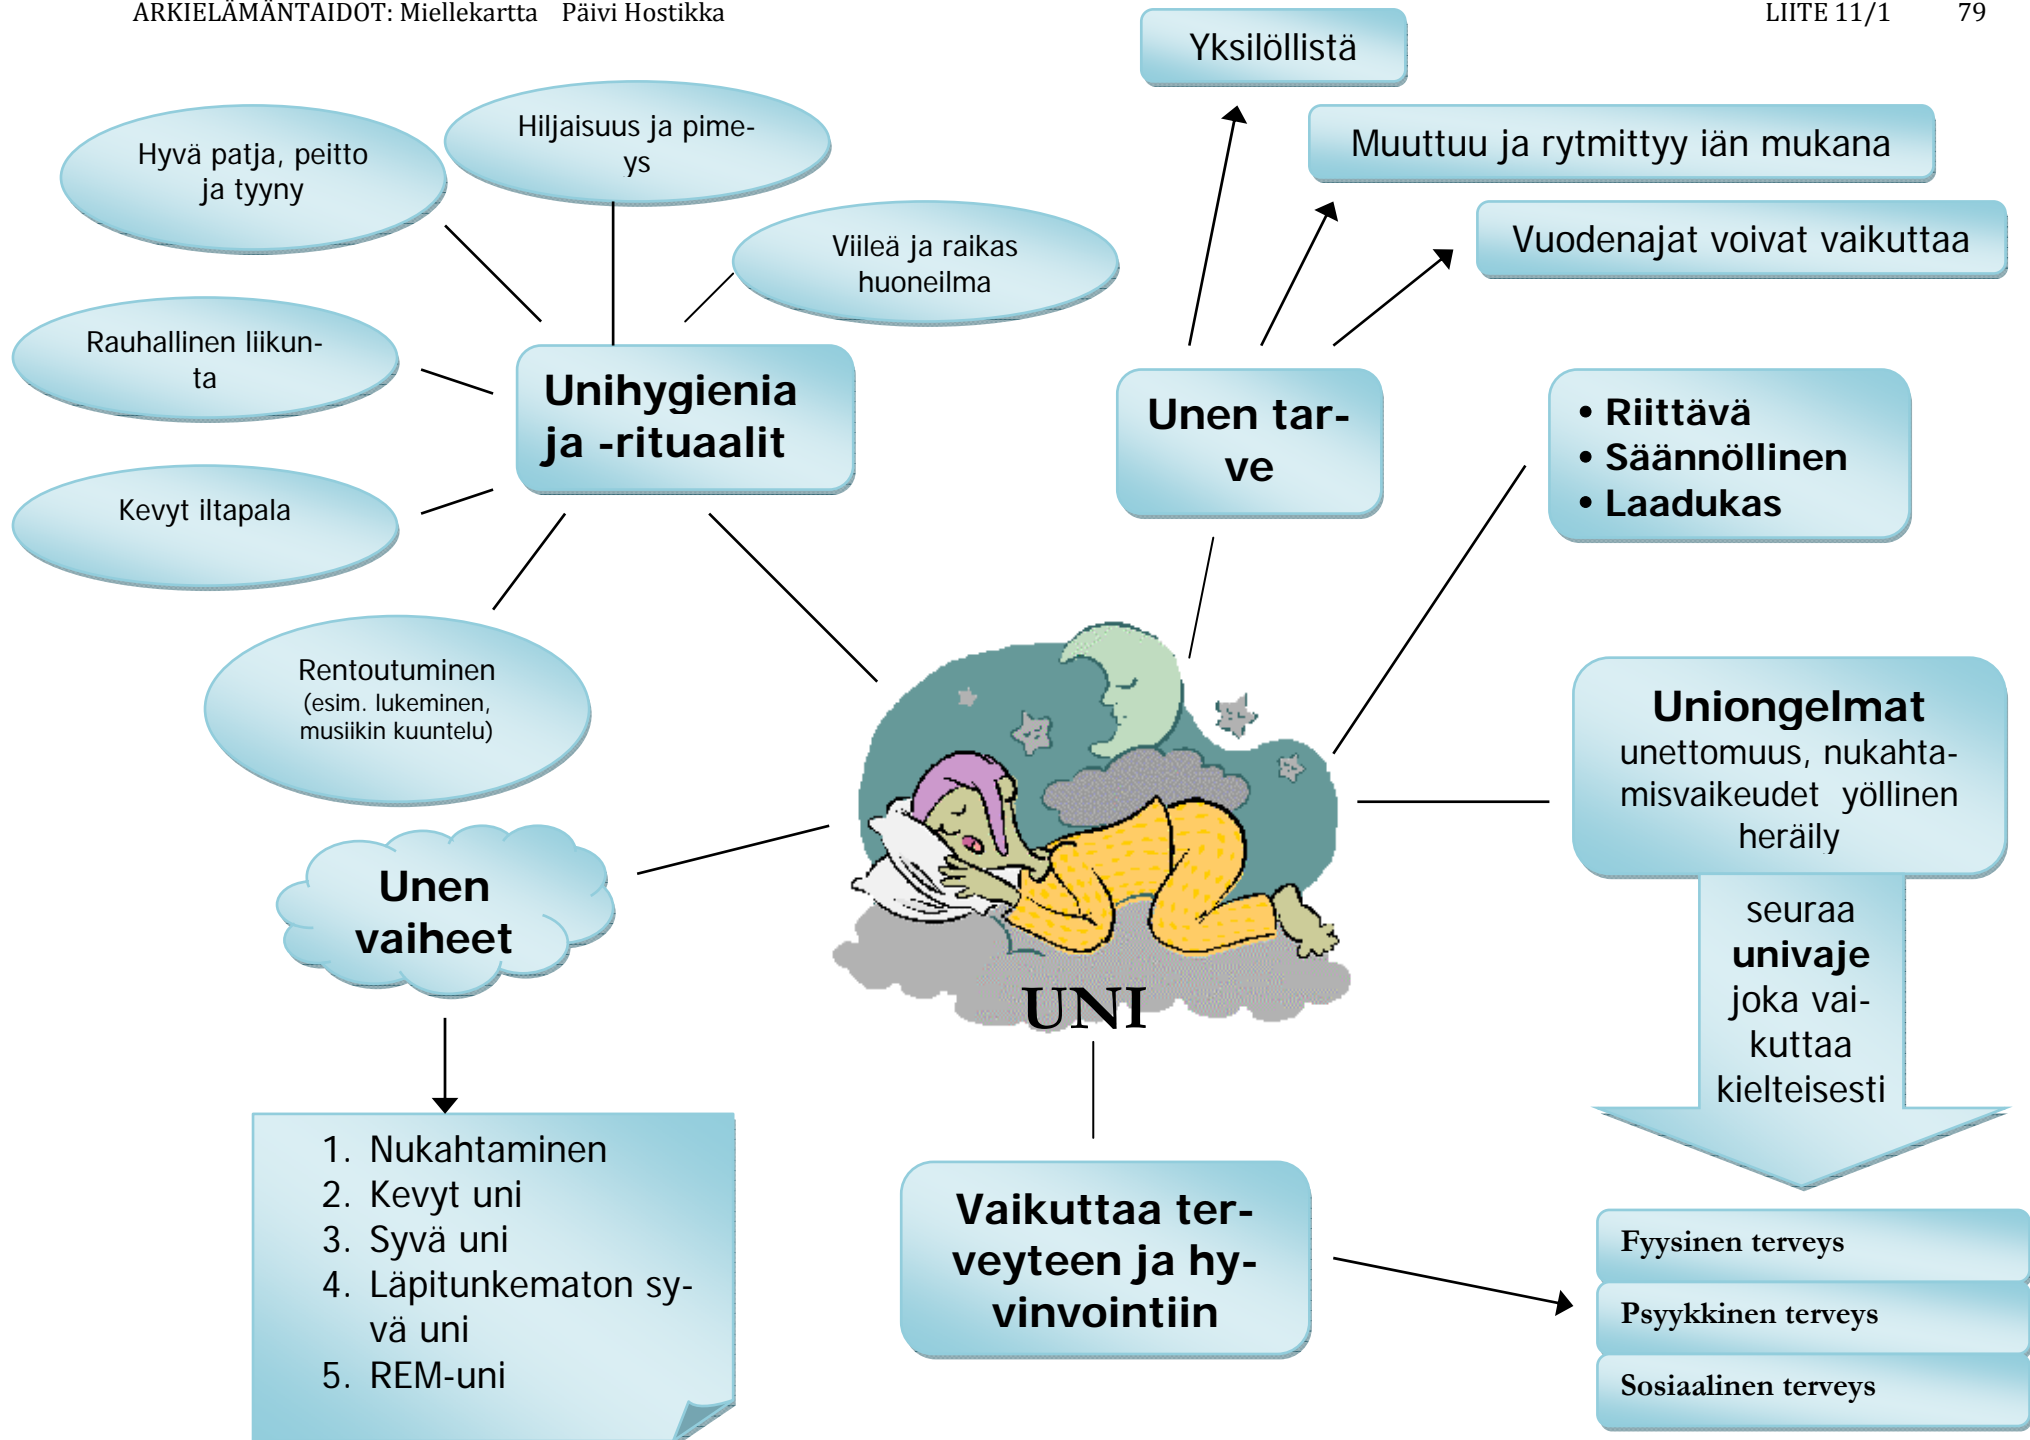 ARKIELÄMÄNTAIDOT: Miellekartta Päivi Hostikka
LIITE 11/1 79
Yksilöllistä
Muuttuu ja rytmittyy iän mukana
Vuodenajat voivat vaikuttaa
Hyvä patja, peitto
ja tyyny
Hiljaisuus ja pime-
ys
Viileä ja raikas
huoneilma
Rauhallinen liikun-
ta
Kevyt iltapala
Rentoutuminen
(esim. lukeminen,
musiikin kuuntelu)
Unihygienia
ja -rituaalit
Unen tar-
ve
• Riittävä
• Säännöllinen
• Laadukas
Uniongelmat
unettomuus, nukahta-
misvaikeudet yöllinen
heräily
seuraa
univaje
joka vai-
kuttaa
kielteisesti
Unen
vaiheet
UNI
1. Nukahtaminen
2. Kevyt uni
3. Syvä uni
4. Läpitunkematon sy-
vä uni
5. REM-uni
Vaikuttaa ter-
veyteen ja hy-
vinvointiin
Fyysinen terveys
Psyykkinen terveys
Sosiaalinen terveys